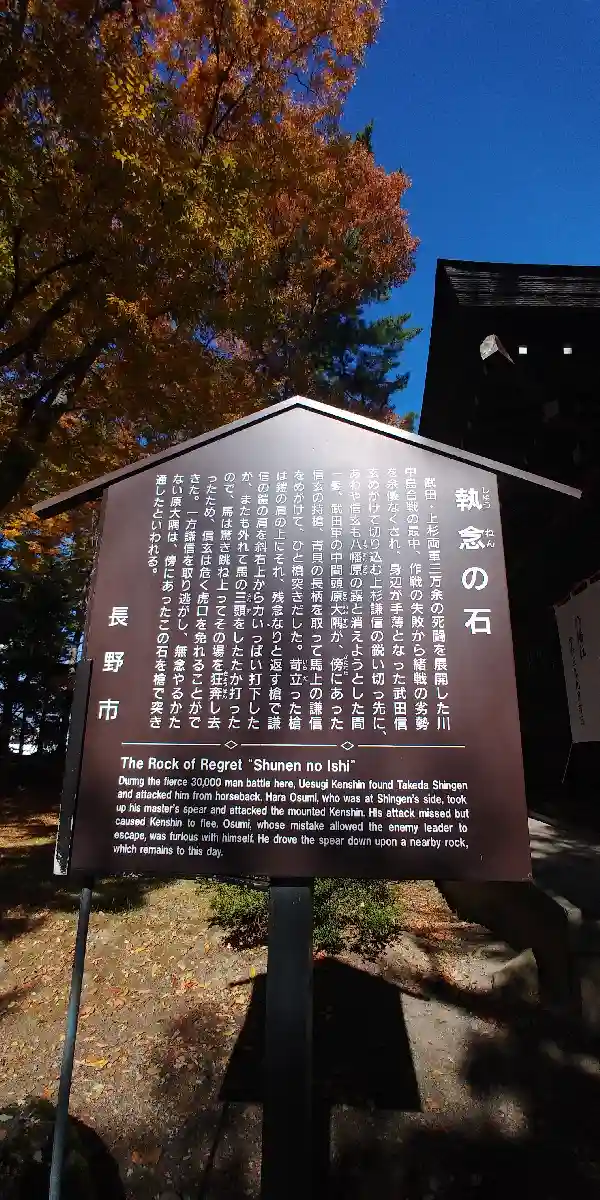 執念の石
しゅう ねん
武田・上杉両軍三万余の死闘を展開した川
中島合戦の最中、作戦の失敗から緒戦の劣勢
を余儀なくされ、身辺が手薄となった武田信
玄めがけて切り込む上杉謙信の鋭い切っ先に、
あわや信玄も八幡原の露と消えようとした間
一髪、武田軍の中間頭原大隅が、傍にあった
信玄の持槍、青貝の長柄を取って馬上の謙信
をめがけて、ひと槍突きだした。苛立った槍
は鎧の肩の上にそれ、残念なりと返す槍で謙
信の鎧の肩を斜右上から力いっぱい打下した
が、またも外れて馬の三頭をしたたか打った
ので、馬は驚き跳ね上ってその場を狂奔し去
ったため、信玄は危く虎口を免れることがで
きた。一方謙信を取り逃がし、無念やるかた
ない原大隅は、傍にあったこの石を槍で突き
通したといわれる。
長野市
The Rock of Regret "Shunen no Ishi"
During the fierce 30,000 man battle here, Uesugi Kenshin found Takeda Shingen
and attacked him from horseback. Hara Osumi, who was at Shingen's side, took
up his master's spear and attacked the mounted Kenshin. His attack missed but
caused Kenshin to flee. Osumi, whose mistake allowed the enemy leader to
escape, was furious with himself. He drove the spear down upon a nearby rock,
which remains to this day.